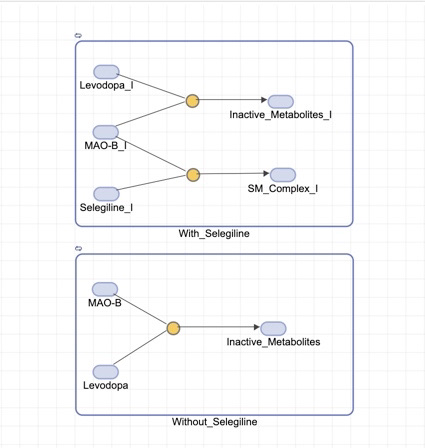 Levodopa_I
Inactive_Metabolites_I
MAO-B_I
SM_Complex_I
Selegiline_I
With_Selegiline
MAO-B
Inactive_Metabolites
Levodopa
Without_Selegiline